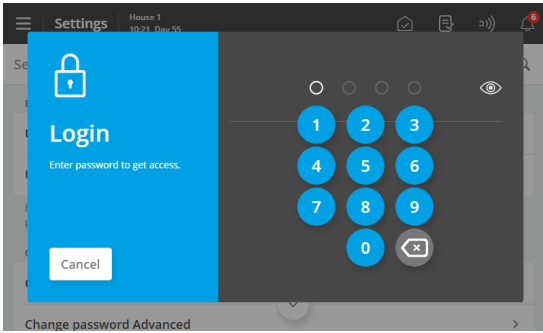 Settings
House 1
10:21 Day 55
6
Se
Login
Enter password to get access.
1 2 3
4 5 6
7 8 9
0
Cancel
Change password Advanced